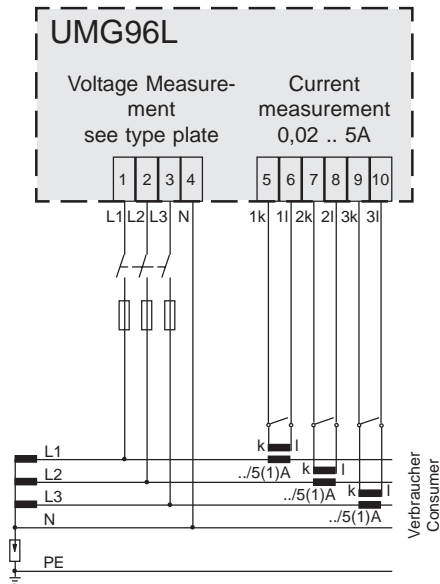 UMG96L
Voltage Measure-
ment
see type plate
Current
measurement
0,02 .. 5A
1 2 3 4 5 6 7 8 9 10
L1 L2 L3 N 1k 1l 2k 2l 3k 3l
L1
k l
../5(1)A
L2
k l
../5(1)A
L3
k l
../5(1)A
N
PE
Verbraucher
Consumer